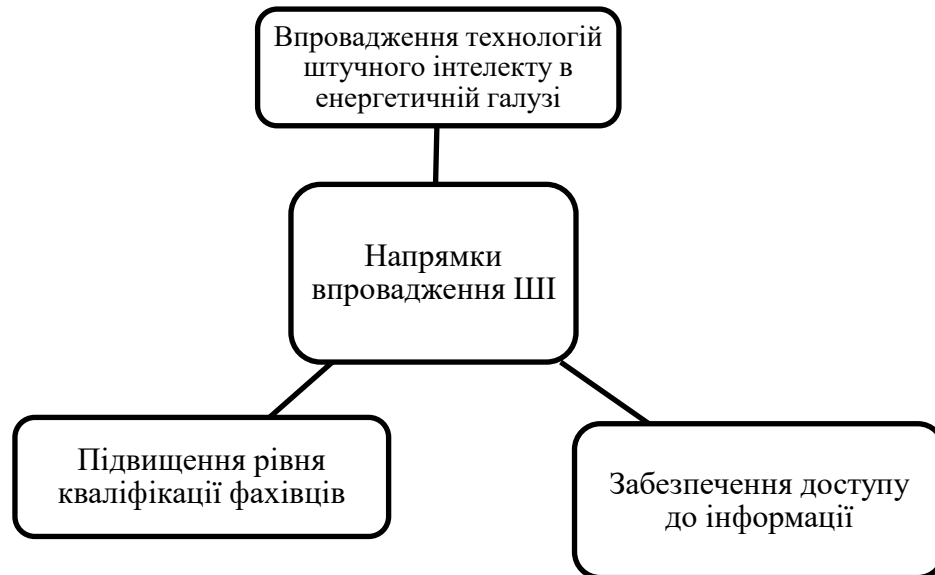 Впровадження технологій
штучного інтелекту в
енергетичній галузі
Напрямки
впровадження ШІ
Підвищення рівня
кваліфікації фахівців
Забезпечення доступу
до інформації